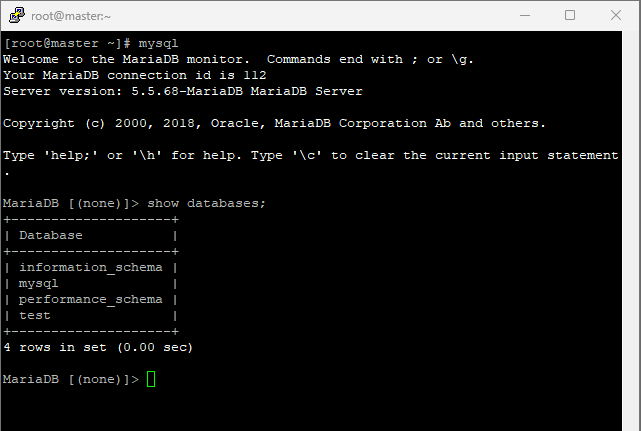 root@master:~
[root@master ~]# mysql
Welcome to the MariaDB monitor.  Commands end with ; or \g.
Your MariaDB connection id is 112
Server version: 5.5.68-MariaDB MariaDB Server

Copyright (c) 2000, 2018, Oracle, MariaDB Corporation Ab and others.

Type 'help;' or '\h' for help. Type '\c' to clear the current input statement
.

MariaDB [(none)]> show databases;
+--------------------+
| Database           |
+--------------------+
| information_schema |
| mysql              |
| performance_schema |
| test               |
+--------------------+
4 rows in set (0.00 sec)

MariaDB [(none)]>